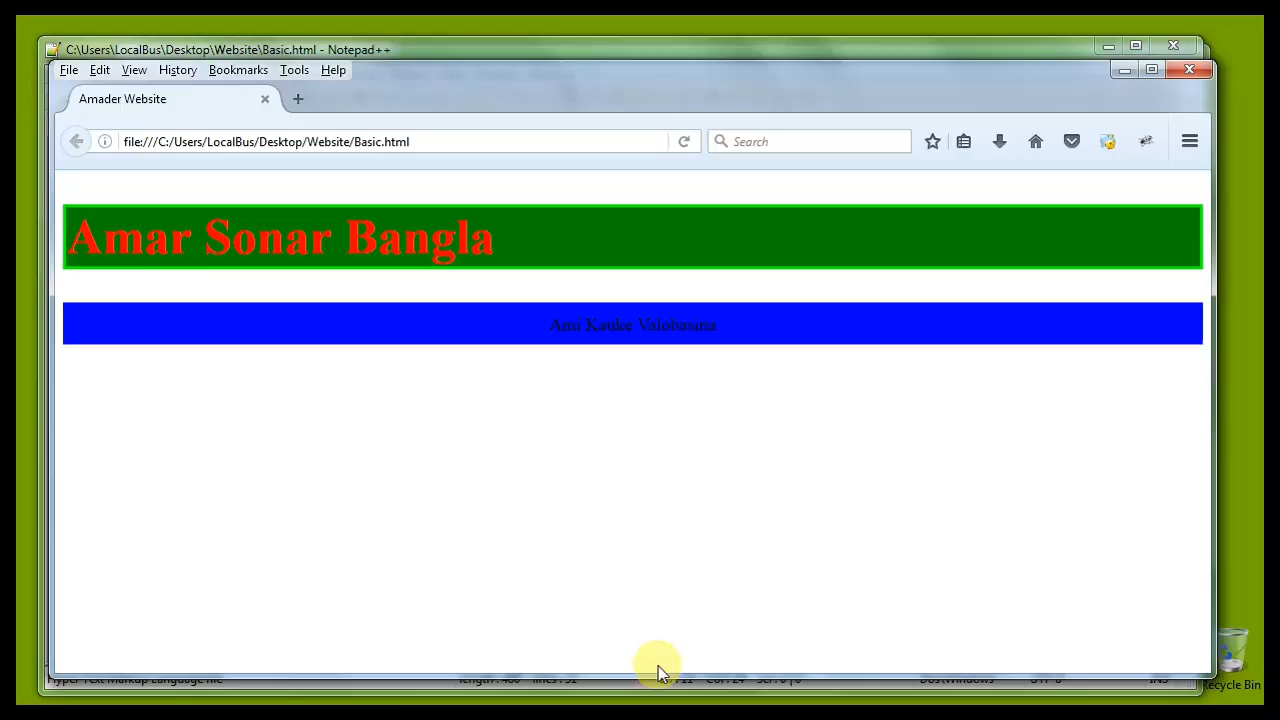 C:\Users\LocalBus\Desktop\Website\Basic.html - Notepad++
File Edit View History Bookmarks Tools Help
Amader Website
file:///C:/Users/LocalBus/Desktop/Website/Basic.html
Search
Amar Sonar Bangla
Ami Kauke Valobasina
Recycle Bin